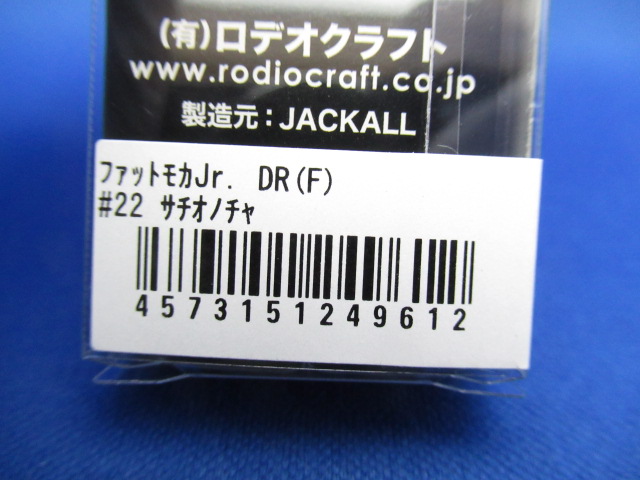 (有)ロデオクラフト
www.rodiocraft.co.jp
製造元：JACKALL
ﾌｧｯﾄﾓｶJr. DR(F)
#22 ｻﾁｵﾉﾁｬ
4573151249612